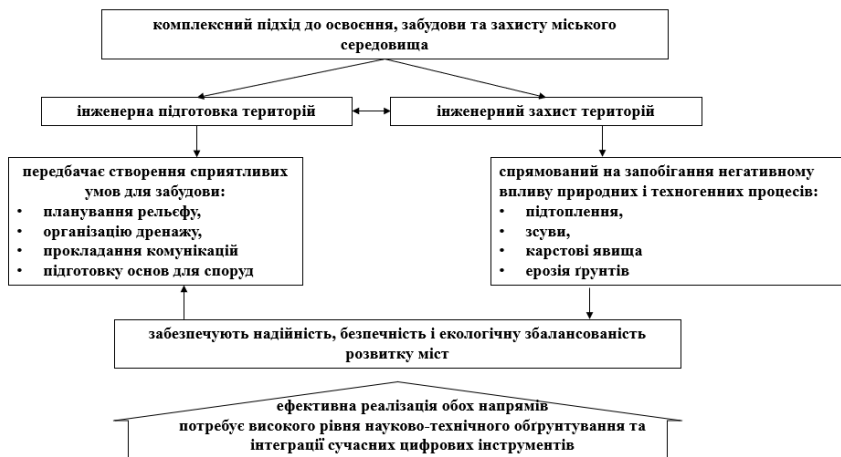 комплексний підхід до освоєння, забудови та захисту міського
середовища
інженерна підготовка територій
інженерний захист територій
передбачає створення сприятливих
умов для забудови:
• планування рельєфу,
• організацію дренажу,
• прокладання комунікацій
• підготовку основ для споруд
спрямований на запобігання негативному
впливу природних і техногенних процесів:
• підтоплення,
• зсуви,
• карстові явища
• ерозія ґрунтів
забезпечують надійність, безпечність і екологічну збалансованість
розвитку міст
ефективна реалізація обох напрямів
потребує високого рівня науково-технічного обґрунтування та
інтеграції сучасних цифрових інструментів